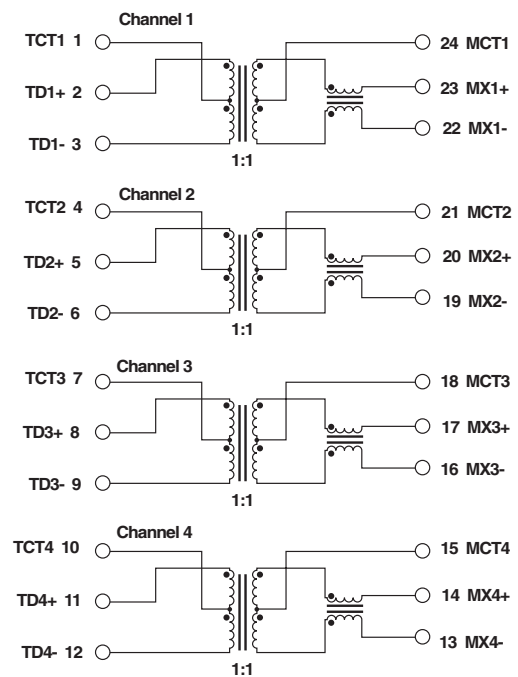 Channel 1
TCT1 1
24 MCT1
TD1+ 2
23 MX1+
TD1- 3
22 MX1-
1:1
Channel 2
TCT2 4
21 MCT2
TD2+ 5
20 MX2+
TD2- 6
19 MX2-
1:1
Channel 3
TCT3 7
18 MCT3
TD3+ 8
17 MX3+
TD3- 9
16 MX3-
1:1
Channel 4
TCT4 10
15 MCT4
TD4+ 11
14 MX4+
TD4- 12
13 MX4-
1:1